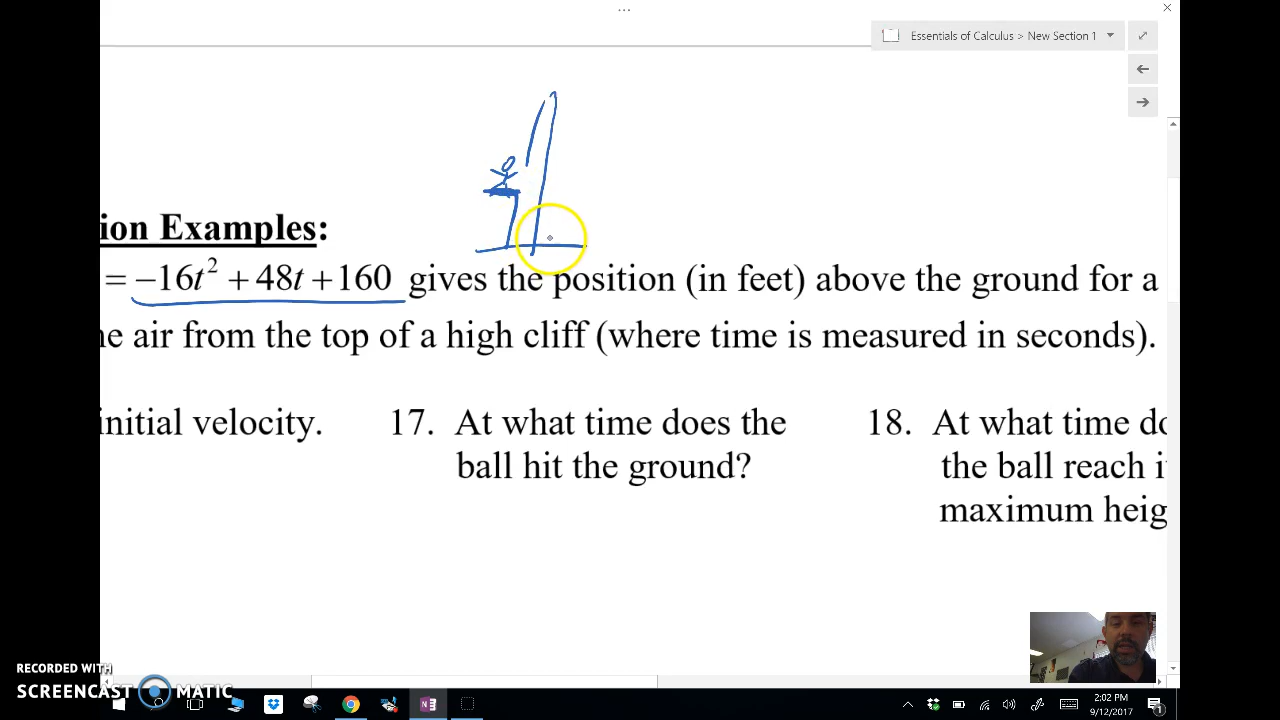 ...
Essentials of Calculus > New Section 1
ion Examples:
= −16t² + 48t + 160 gives the position (in feet) above the ground for a
he air from the top of a high cliff (where time is measured in seconds).
initial velocity. 17. At what time does the 18. At what time do
ball hit the ground? the ball reach i
maximum heig
RECORDED WITH
SCREENCAST MATIC
2:02 PM
9/12/2017